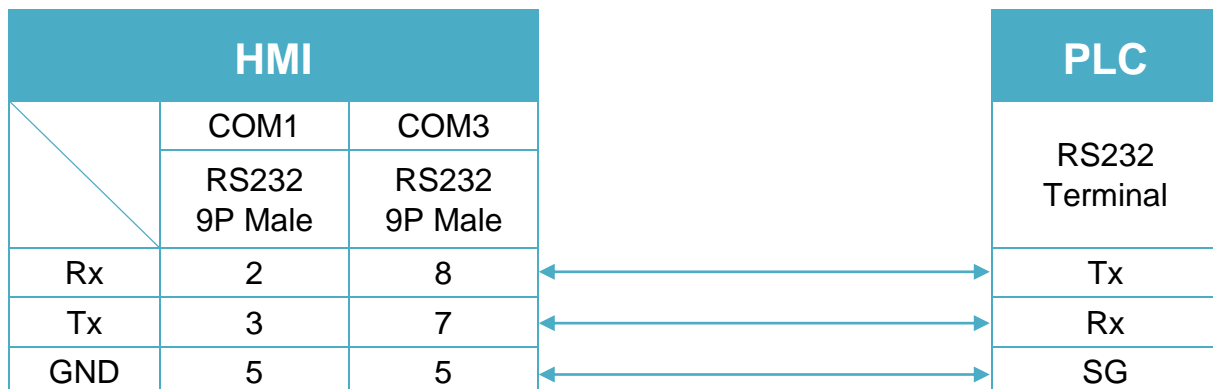 HMI PLC
COM1 COM3
RS232
Terminal
RS232
9P Male
RS232
9P Male
Rx 2 8 Tx
Tx 3 7 Rx
GND 5 5 SG